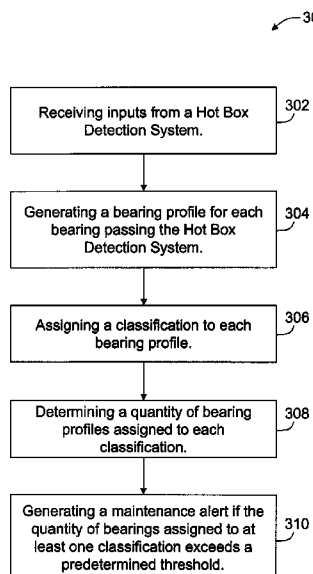 Receiving inputs from a Hot Box
Detection System.
302
Generating a bearing profile for each
bearing passing the Hot Box
Detection System.
304
Assigning a classification to each
bearing profile.
306
Determining a quantity of bearing
profiles assigned to each
classification.
308
Generating a maintenance alert if the
quantity of bearings assigned to at
least one classification exceeds a
predetermined threshold.
310